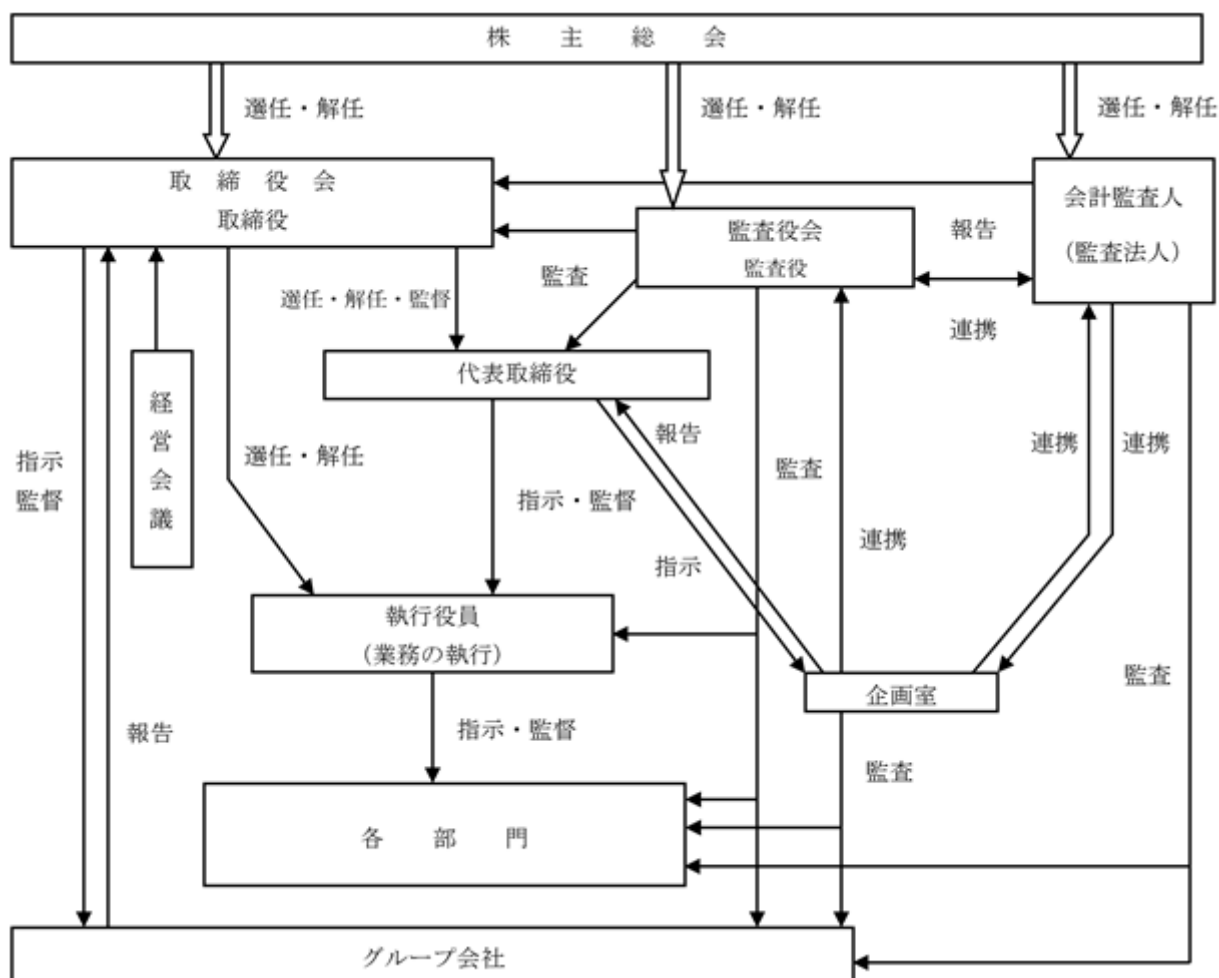 株主総会
選任・解任
選任・解任
選任・解任
取締役会
取締役
監査役会
監査役
会計監査人
(監査法人)
報告
監査
選任・解任・監督
連携
代表取締役
経営会議
指示
監督
選任・解任
報告
指示・監督
監査
連携
連携
連携
指示
執行役員
(業務の執行)
企画室
監査
報告
指示・監督
監査
各部門
グループ会社